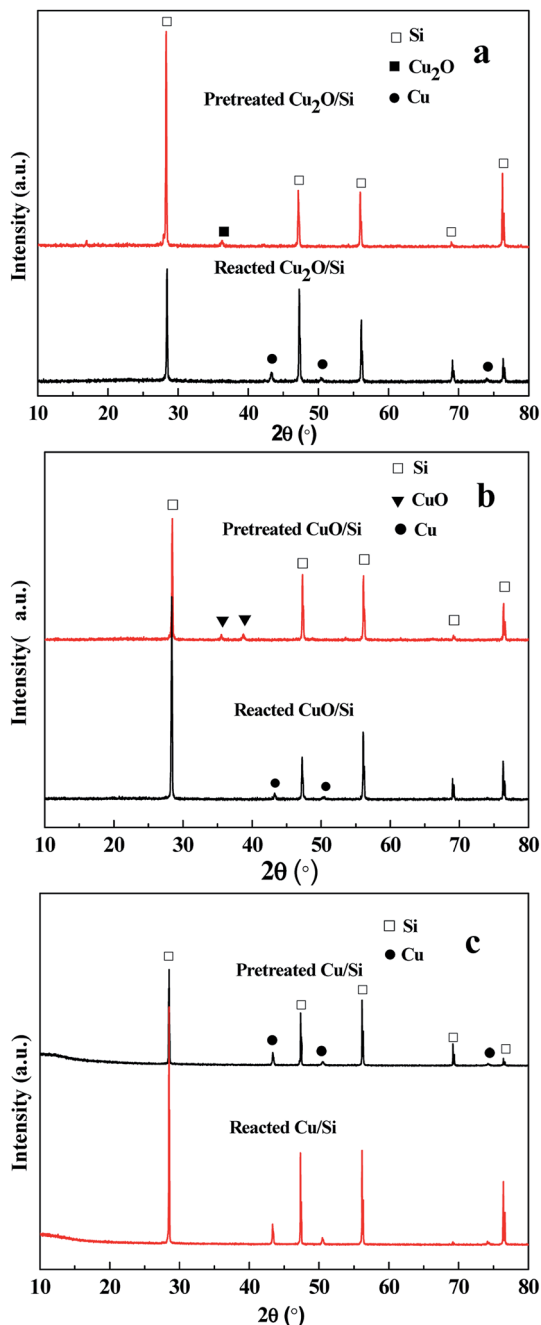 a
□ Si
■ Cu₂O
● Cu
Pretreated Cu₂O/Si
Reacted Cu₂O/Si
Intensity (a.u.)
10 20 30 40 50 60 70 80
2θ (°)
b
□ Si
▼ CuO
● Cu
Pretreated CuO/Si
Reacted CuO/Si
Intensity( a.u.)
10 20 30 40 50 60 70 80
2θ (°)
c
□ Si
● Cu
Pretreated Cu/Si
Reacted Cu/Si
Intensity (a.u.)
10 20 30 40 50 60 70 80
2θ (°)